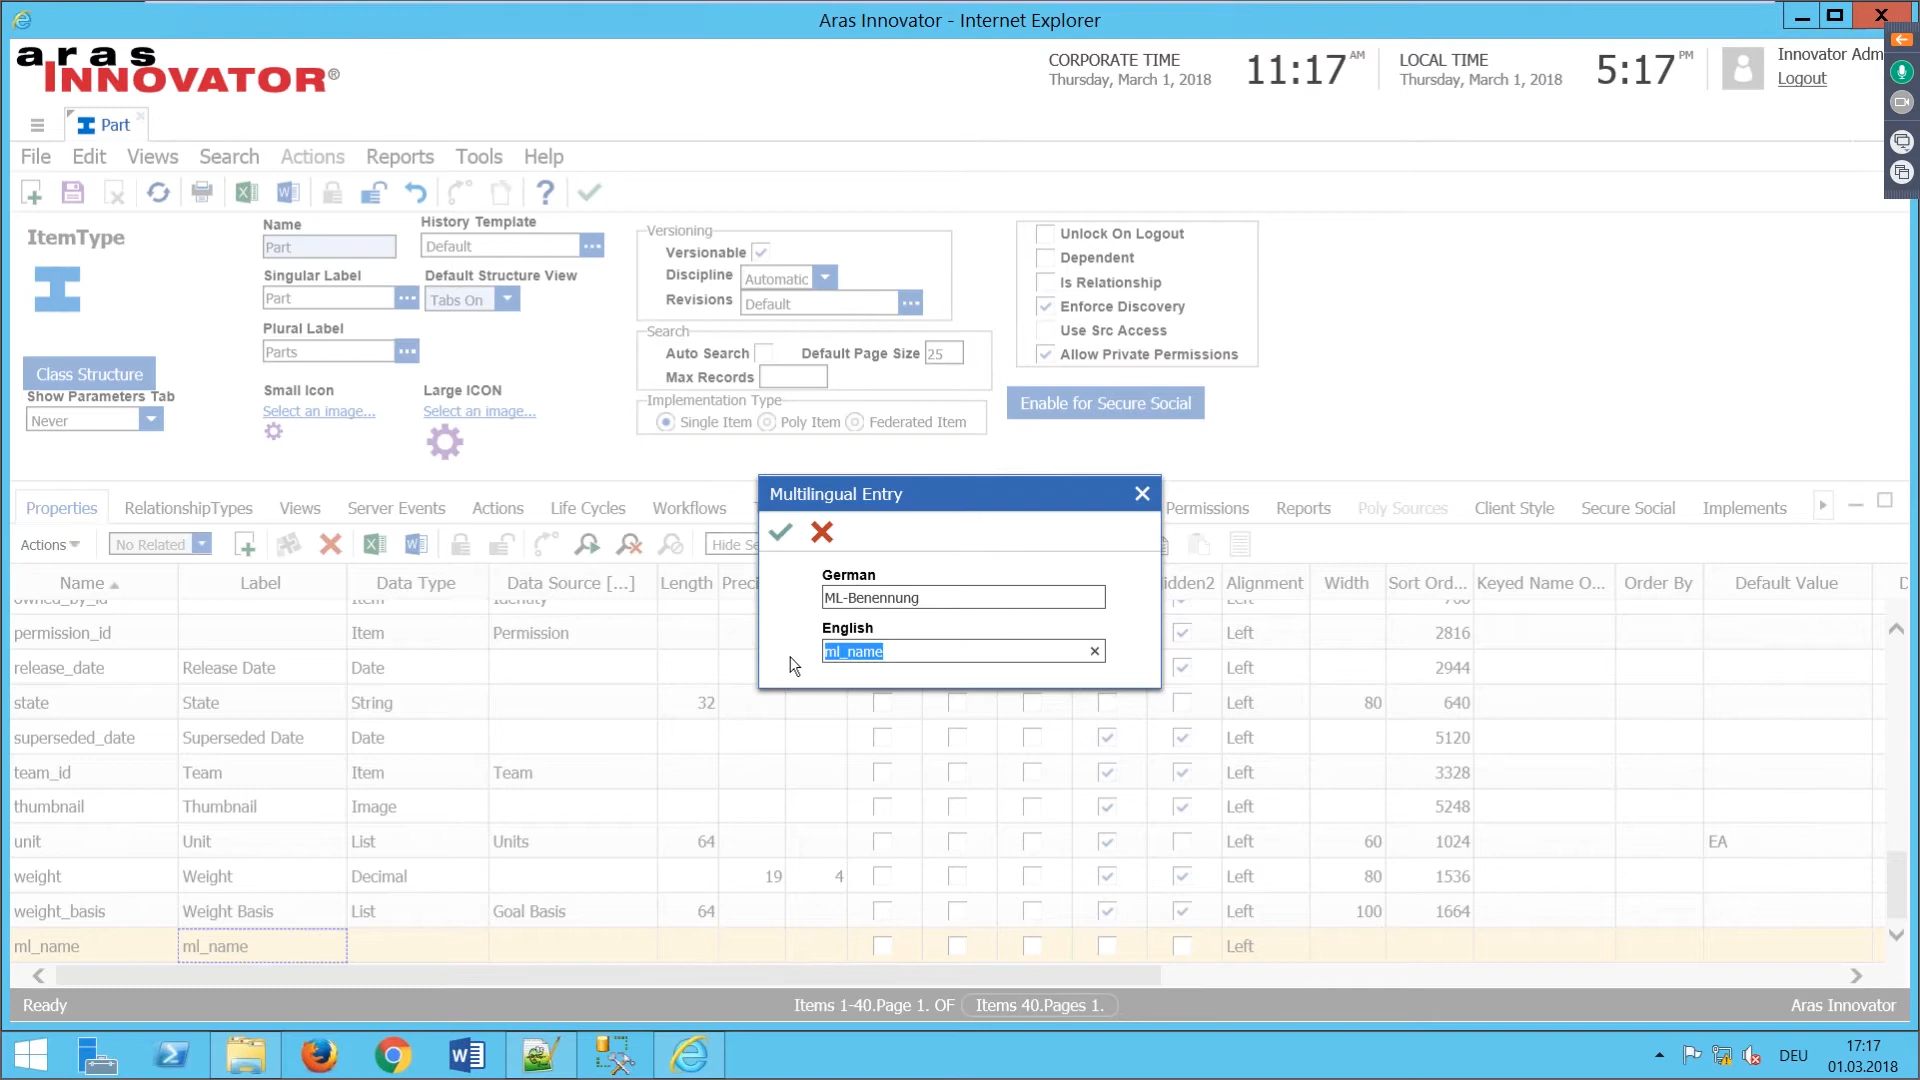 Aras Innovator - Internet Explorer
aras
INNOVATOR®
CORPORATE TIME
Thursday, March 1, 2018
11:17 AM
LOCAL TIME
Thursday, March 1, 2018
5:17 PM
Innovator Adm
Logout
Part
File Edit Views Search Actions Reports Tools Help
ItemType
Name
Part
History Template
Default
Singular Label
Part
Default Structure View
Tabs On
Plural Label
Parts
Class Structure
Show Parameters Tab
Never
Small Icon
Select an image...
Large ICON
Select an image...
Versioning
Versionable
Discipline Automatic
Revisions Default
Search
Auto Search Default Page Size 25
Max Records
Implementation Type
Single Item Poly Item Federated Item
Unlock On Logout
Dependent
Is Relationship
Enforce Discovery
Use Src Access
Allow Private Permissions
Enable for Secure Social
Properties RelationshipTypes Views Server Events Actions Life Cycles Workflows Permissions Reports Poly Sources Client Style Secure Social Implements
Actions No Related Hide Se
Multilingual Entry
German
ML-Benennung
English
ml_name
Name Label Data Type Data Source [...] Length Preci idden2 Alignment Width Sort Ord... Keyed Name O... Order By Default Value D
owned_by_id Item Identity Left 768
permission_id Item Permission Left 2816
release_date Release Date Date Left 2944
state State String 32 Left 80 640
superseded_date Superseded Date Date Left 5120
team_id Team Item Team Left 3328
thumbnail Thumbnail Image Left 5248
unit Unit List Units 64 Left 60 1024 EA
weight Weight Decimal 19 4 Left 80 1536
weight_basis Weight Basis List Goal Basis 64 Left 100 1664
ml_name ml_name Left
Ready Items 1-40.Page 1. OF Items 40.Pages 1. Aras Innovator
DEU
17:17
01.03.2018